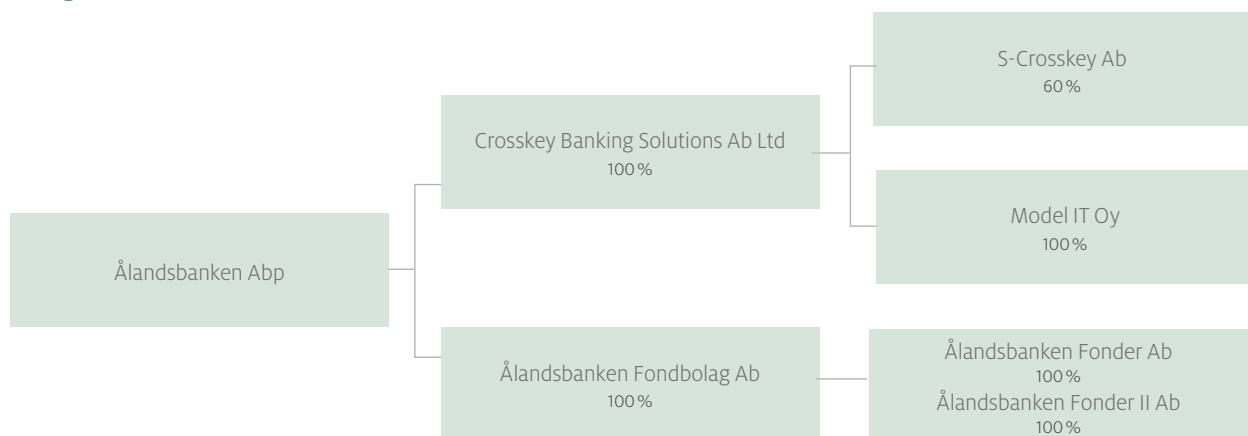 Ålandsbanken Abp
Crosskey Banking Solutions Ab Ltd
100 %
Ålandsbanken Fondbolag Ab
100 %
S-Crosskey Ab
60 %
Model IT Oy
100 %
Ålandsbanken Fonder Ab
100 %
Ålandsbanken Fonder II Ab
100 %